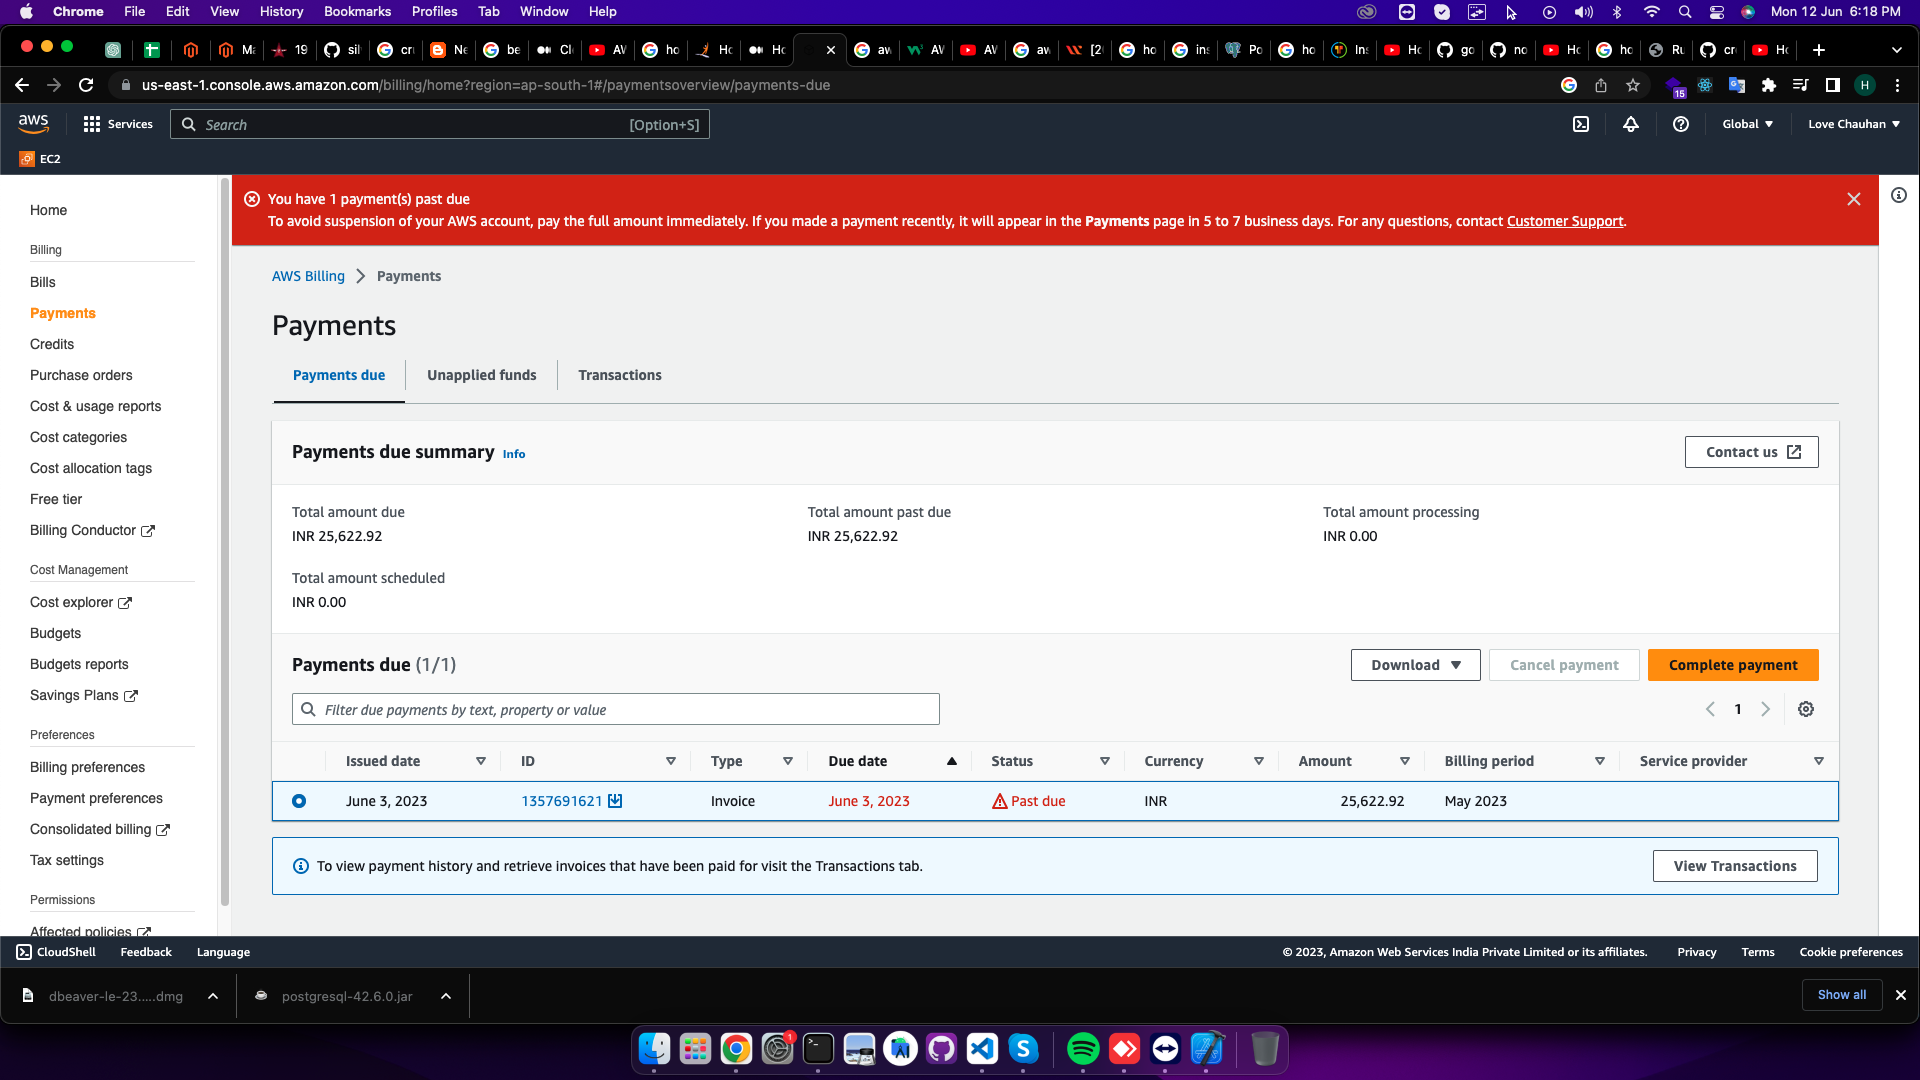 Chrome File Edit View History Bookmarks Profiles Tab Window Help Mon 12 Jun 6:18 PM
us-east-1.console.aws.amazon.com/billing/home?region=ap-south-1#/paymentsoverview/payments-due 15 H
aws Services Search [Option+S] Global Love Chauhan
EC2
Home
Billing
Bills
Payments
Credits
Purchase orders
Cost & usage reports
Cost categories
Cost allocation tags
Free tier
Billing Conductor
Cost Management
Cost explorer
Budgets
Budgets reports
Savings Plans
Preferences
Billing preferences
Payment preferences
Consolidated billing
Tax settings
Permissions
Affected policies
You have 1 payment(s) past due
To avoid suspension of your AWS account, pay the full amount immediately. If you made a payment recently, it will appear in the Payments page in 5 to 7 business days. For any questions, contact Customer Support.
AWS Billing Payments
Payments
Payments due Unapplied funds Transactions
Payments due summary Info Contact us
Total amount due Total amount past due Total amount processing
INR 25,622.92 INR 25,622.92 INR 0.00
Total amount scheduled
INR 0.00
Payments due (1/1) Download Cancel payment Complete payment
Filter due payments by text, property or value 1
Issued date ID Type Due date Status Currency Amount Billing period Service provider
June 3, 2023 1357691621 Invoice June 3, 2023 Past due INR 25,622.92 May 2023
To view payment history and retrieve invoices that have been paid for visit the Transactions tab. View Transactions
CloudShell Feedback Language © 2023, Amazon Web Services India Private Limited or its affiliates. Privacy Terms Cookie preferences
dbeaver-le-23.....dmg postgresql-42.6.0.jar Show all